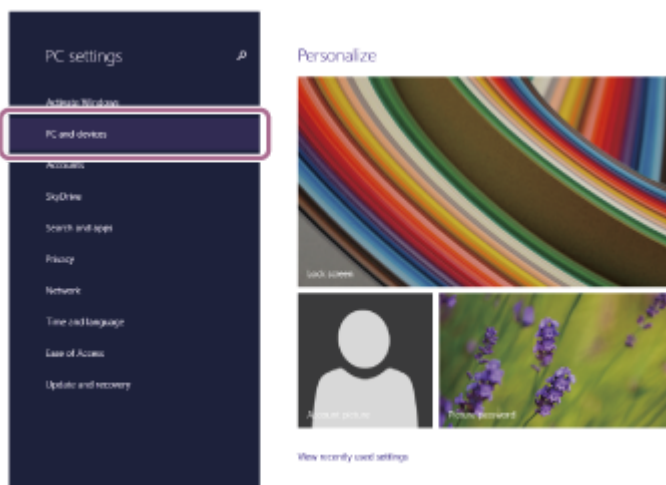 PC settings
Activate Windows
PC and devices
Accounts
SkyDrive
Search and apps
Privacy
Network
Time and language
Ease of Access
Update and recovery
Personalize
Lock screen
Account picture
Picture password
View recently used settings